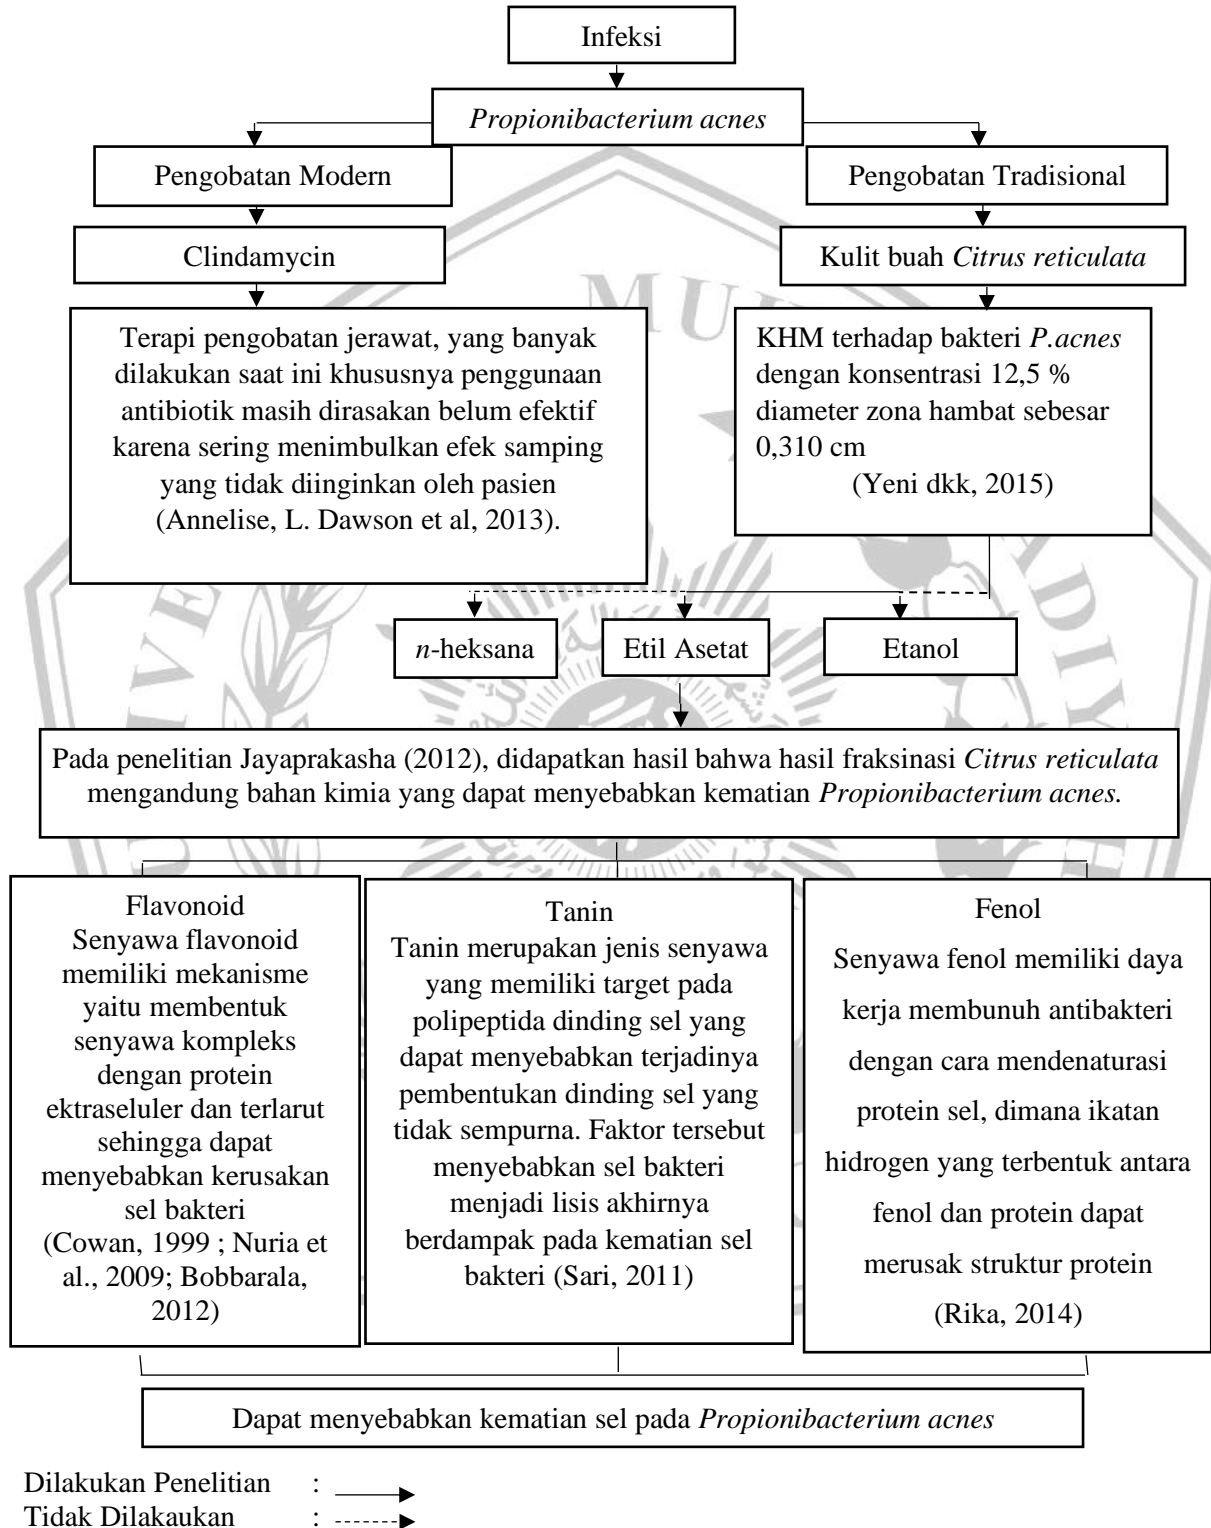 Infeksi
Propionibacterium acnes
Pengobatan Modern
Pengobatan Tradisional
Clindamycin
Kulit buah Citrus reticulata
Terapi pengobatan jerawat, yang banyak
dilakukan saat ini khususnya penggunaan
antibiotik masih dirasakan belum efektif
karena sering menimbulkan efek samping
yang tidak diinginkan oleh pasien
(Annelise, L. Dawson et al, 2013).
KHM terhadap bakteri P.acnes
dengan konsentrasi 12,5 %
diameter zona hambat sebesar
0,310 cm
(Yeni dkk, 2015)
n-heksana
Etil Asetat
Etanol
Pada penelitian Jayaprakasha (2012), didapatkan hasil bahwa hasil fraksinasi Citrus reticulata
mengandung bahan kimia yang dapat menyebabkan kematian Propionibacterium acnes.
Flavonoid
Senyawa flavonoid
memiliki mekanisme
yaitu membentuk
senyawa kompleks
dengan protein
ektraseluler dan terlarut
sehingga dapat
menyebabkan kerusakan
sel bakteri
(Cowan, 1999 ; Nuria et
al., 2009; Bobbarala,
2012)
Tanin
Tanin merupakan jenis senyawa
yang memiliki target pada
polipeptida dinding sel yang
dapat menyebabkan terjadinya
pembentukan dinding sel yang
tidak sempurna. Faktor tersebut
menyebabkan sel bakteri
menjadi lisis akhirnya
berdampak pada kematian sel
bakteri (Sari, 2011)
Fenol
Senyawa fenol memiliki daya
kerja membunuh antibakteri
dengan cara mendenaturasi
protein sel, dimana ikatan
hidrogen yang terbentuk antara
fenol dan protein dapat
merusak struktur protein
(Rika, 2014)
Dapat menyebabkan kematian sel pada Propionibacterium acnes
Dilakukan Penelitian :
Tidak Dilakaukan :